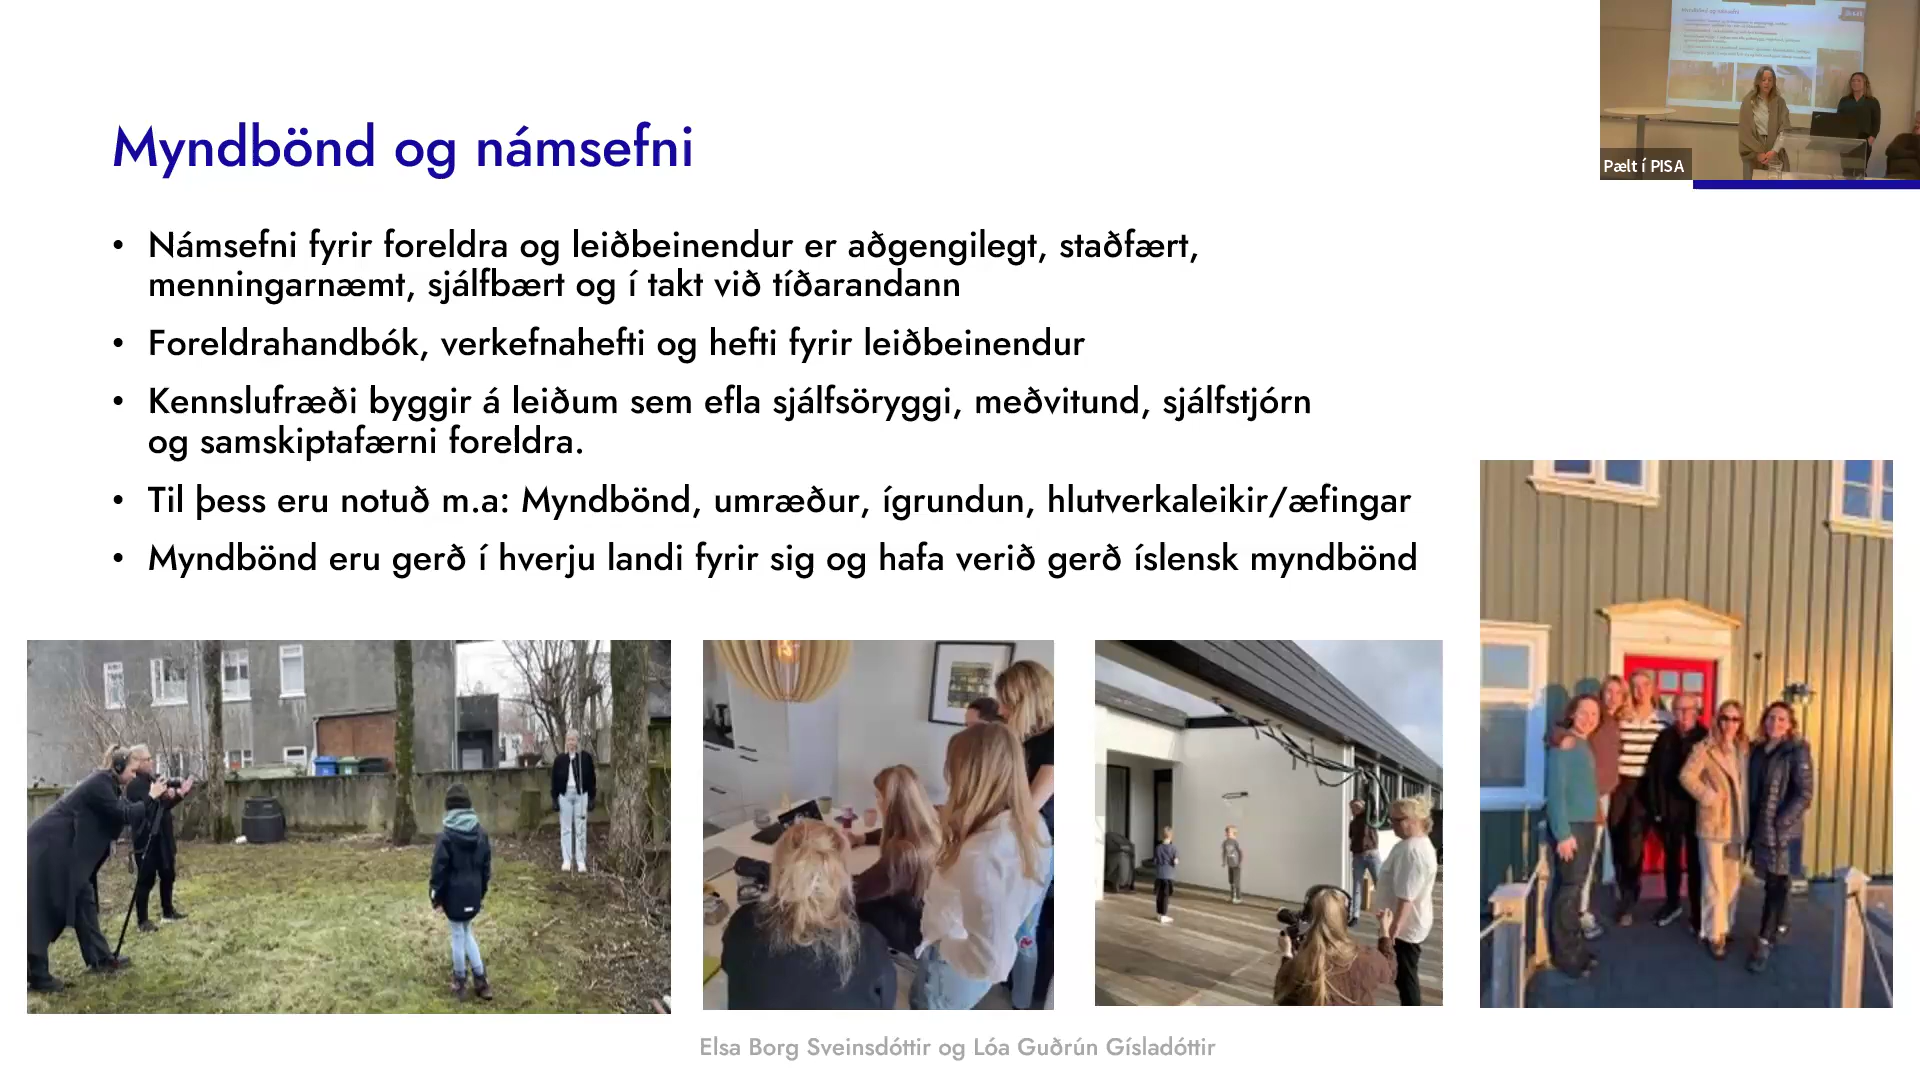 Myndbönd og námsefni
Pælt í PISA
• Námsefni fyrir foreldra og leiðbeinendur er aðgengilegt, staðfært,
menningarnæmt, sjálfbært og í takt við tíðarandann
• Foreldrahandbók, verkefnahefti og hefti fyrir leiðbeinendur
• Kennslufræði byggir á leiðum sem efla sjálfsöryggi, meðvitund, sjálfstjórn
og samskiptafærni foreldra.
• Til þess eru notuð m.a: Myndbönd, umræður, ígrundun, hlutverkaleikir/æfingar
• Myndbönd eru gerð í hverju landi fyrir sig og hafa verið gerð íslensk myndbönd
Elsa Borg Sveinsdóttir og Lóa Guðrún Gísladóttir